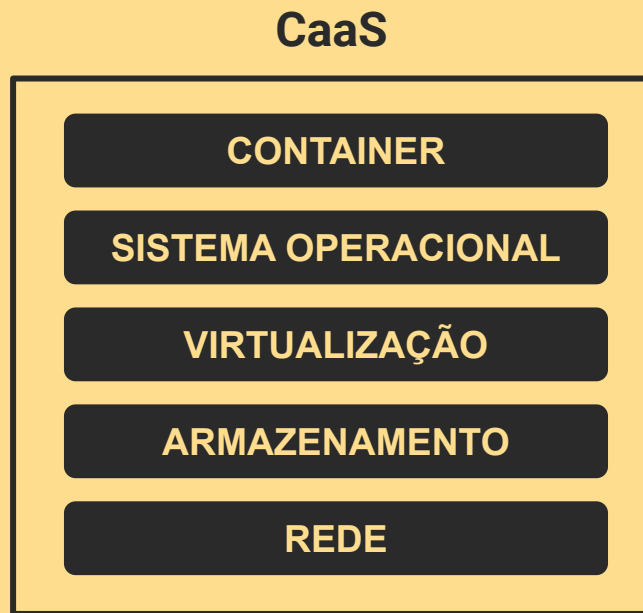 CaaS
CONTAINER
SISTEMA OPERACIONAL
VIRTUALIZAÇÃO
ARMAZENAMENTO
REDE